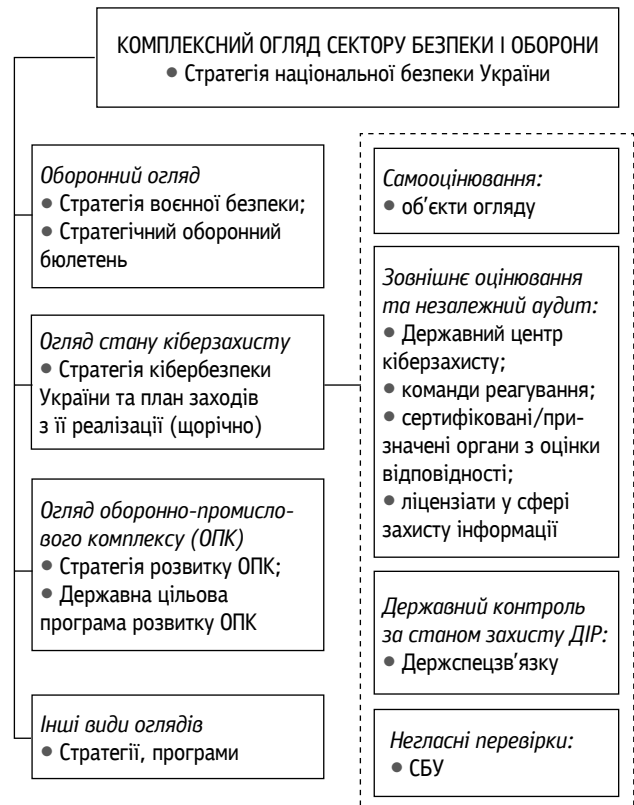 КОМПЛЕКСНИЙ ОГЛЯД СЕКТОРУ БЕЗПЕКИ І ОБОРОНИ
● Стратегія національної безпеки України
Оборонний огляд
● Стратегія воєнної безпеки;
● Стратегічний оборонний
бюлетень
Огляд стану кіберзахисту
● Стратегія кібербезпеки
України та план заходів
з її реалізації (щорічно)
Огляд оборонно-промисло-
вого комплексу (ОПК)
● Стратегія розвитку ОПК;
● Державна цільова
програма розвитку ОПК
Інші види оглядів
● Стратегії, програми
Самооцінювання:
● об’єкти огляду
Зовнішнє оцінювання
та незалежний аудит:
● Державний центр
кіберзахисту;
● команди реагування;
● сертифіковані/при-
значені органи з оцінки
відповідності;
● ліцензіати у сфері
захисту інформації
Державний контроль
за станом захисту ДІР:
● Держспецзв’язку
Негласні перевірки:
● СБУ